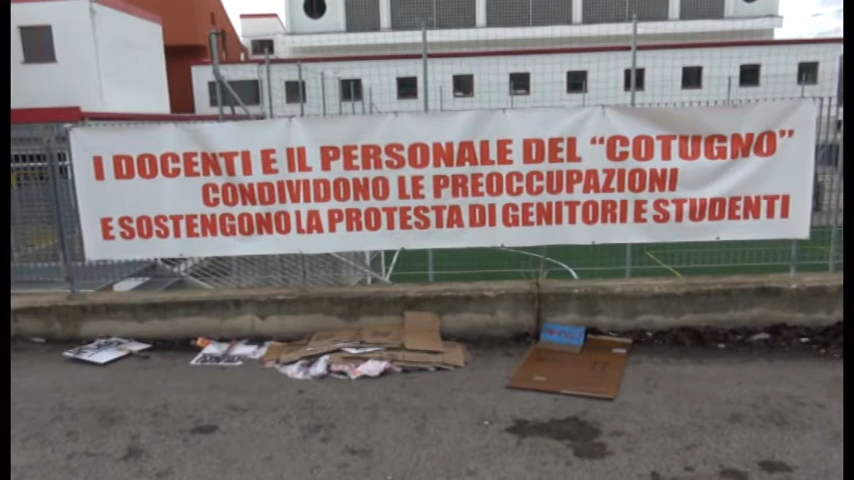 I DOCENTI E IL PERSONALE DEL "COTUGNO"
CONDIVIDONO LE PREOCCUPAZIONI
E SOSTENGONO LA PROTESTA DI GENITORI E STUDENTI